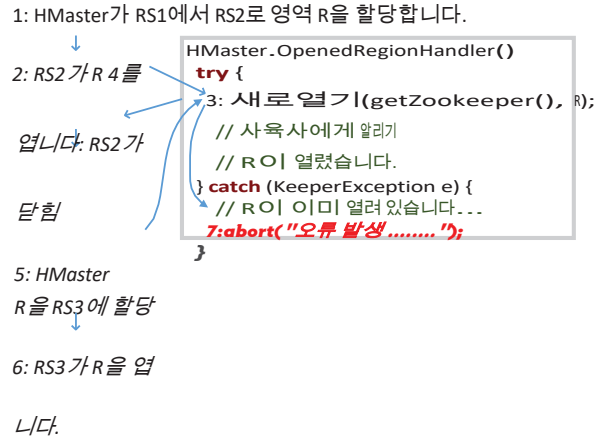 1: HMaster가 RS1에서 RS2로 영역 R을 할당합니다.
2: RS2가 R 4를
엽니다: RS2가
닫힘
5: HMaster
R을 RS3에 할당
6: RS3가 R을 엽
니다.
HMaster.OpenedRegionHandler()
try {
3: 새로열기(getZookeeper(), R);
// 사육사에게 알리기
// R이 열렸습니다.
} catch (KeeperException e) {
// R이 이미 열려 있습니다...
7:abort("오류 발생 ........");
}